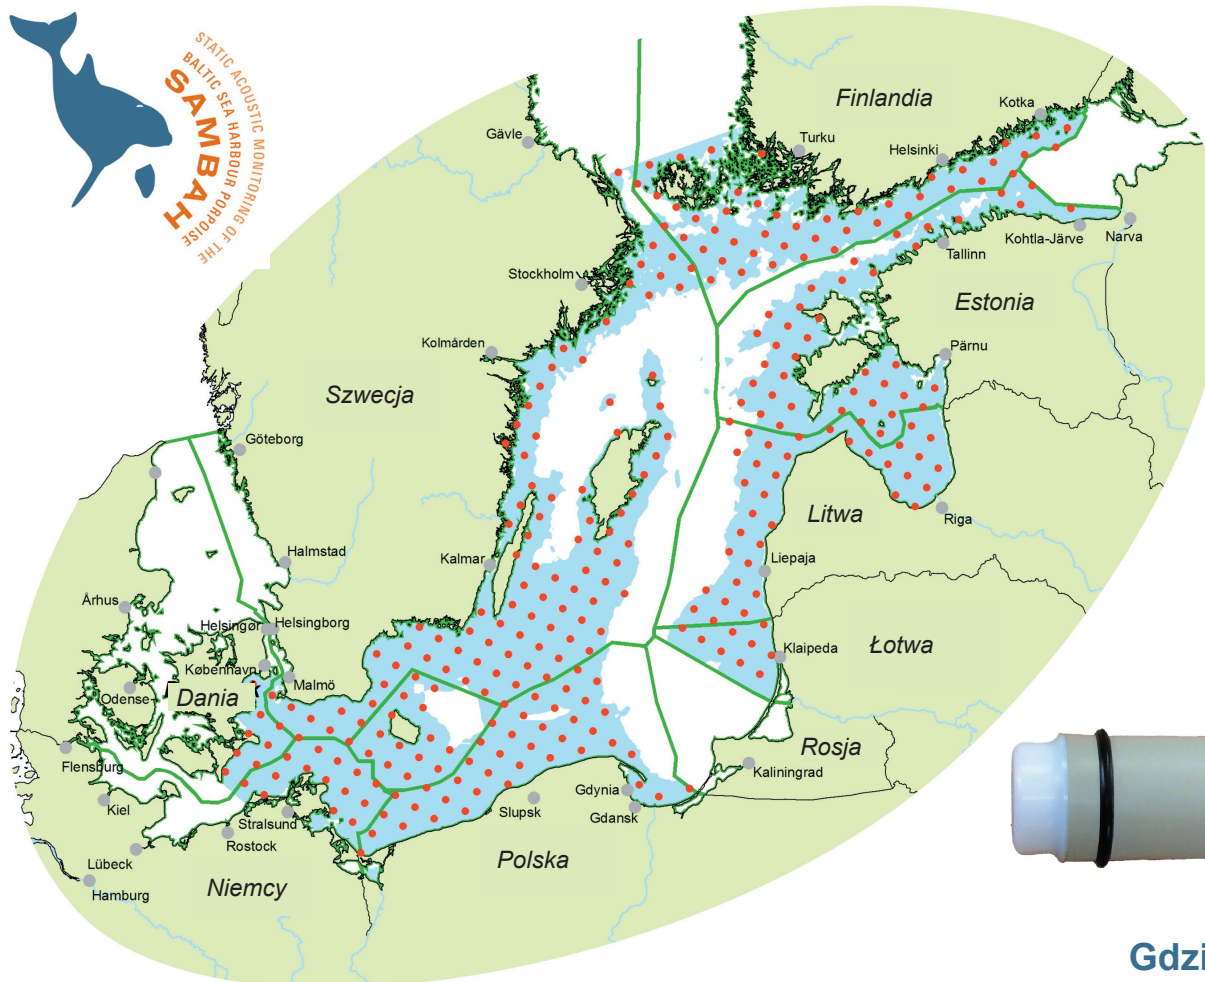 STATIC ACOUSTIC MONITORING OF THE
BALTIC SEA HARBOUR PORPOISE
SAMBAH
Finlandia
Kotka
Gävle
Turku
Helsinki
Kohtla-Järve
Narva
Tallinn
Stockholm
Estonia
Kolmården
Pärnu
Szwecja
Göteborg
Litwa
Riga
Halmstad
Kalmar
Liepaja
Århus
Helsingør
Helsingborg
Łotwa
Klaipeda
København
Malmö
Odense
Dania
Rosja
Flensburg
Kaliningrad
Kiel
Gdynia
Slupsk
Gdansk
Stralsund
Rostock
Lübeck
Polska
Niemcy
Hamburg
Gdzi